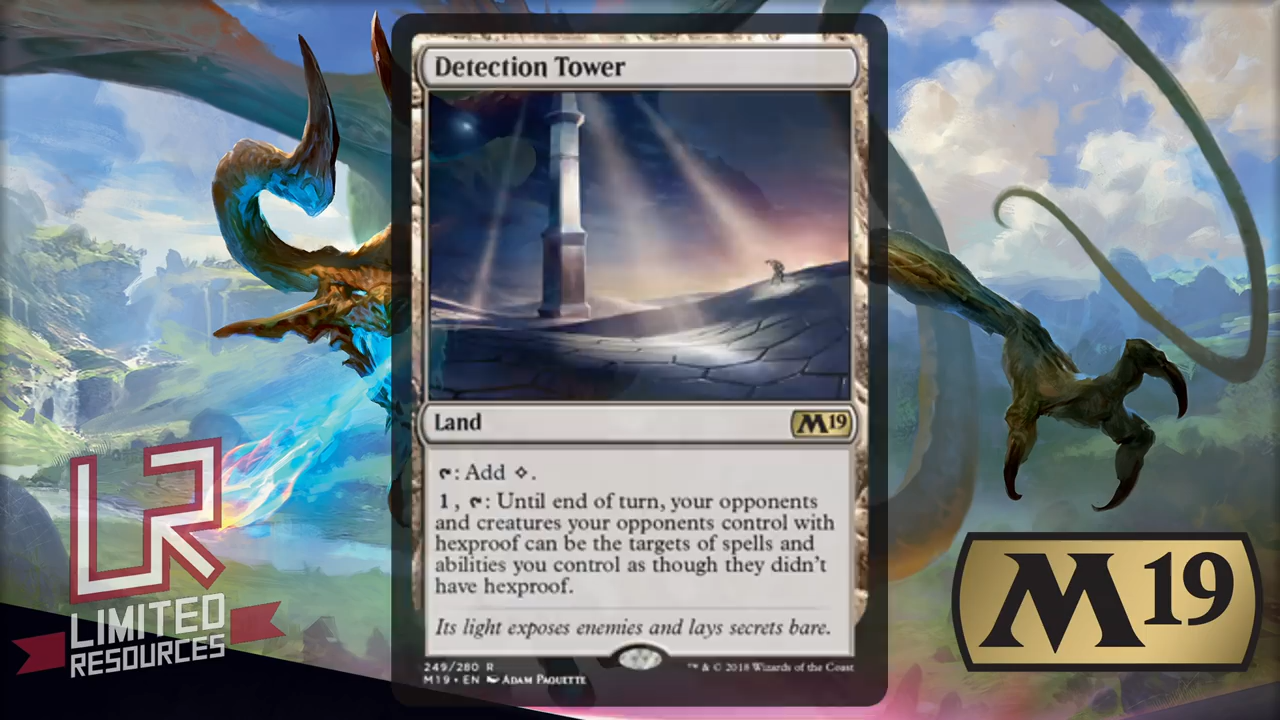 Detection Tower
Land
M19
: Add .
1 , : Until end of turn, your opponents
and creatures your opponents control with
hexproof can be the targets of spells and
abilities you control as though they didn't
have hexproof.
Its light exposes enemies and lays secrets bare.
249/280 R
M19 • EN Adam Paquette
™ & © 2018 Wizards of the Coast
LR
LIMITED
RESOURCES
M19